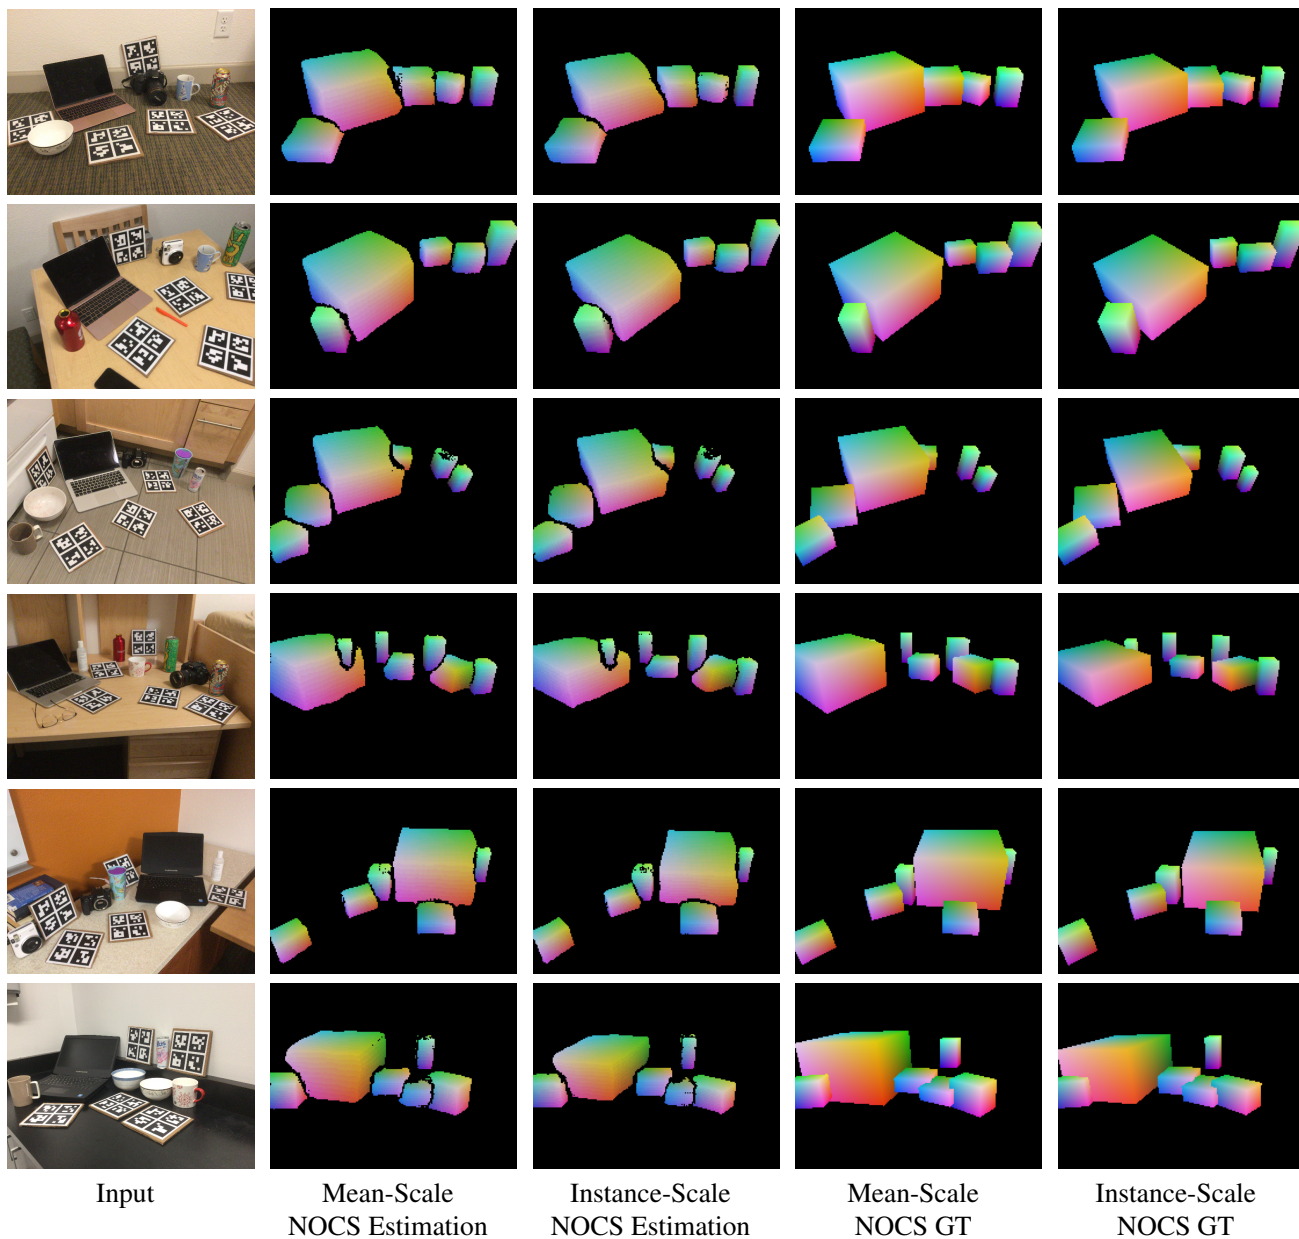 Input
Mean-Scale
NOCS Estimation
Instance-Scale
NOCS Estimation
Mean-Scale
NOCS GT
Instance-Scale
NOCS GT